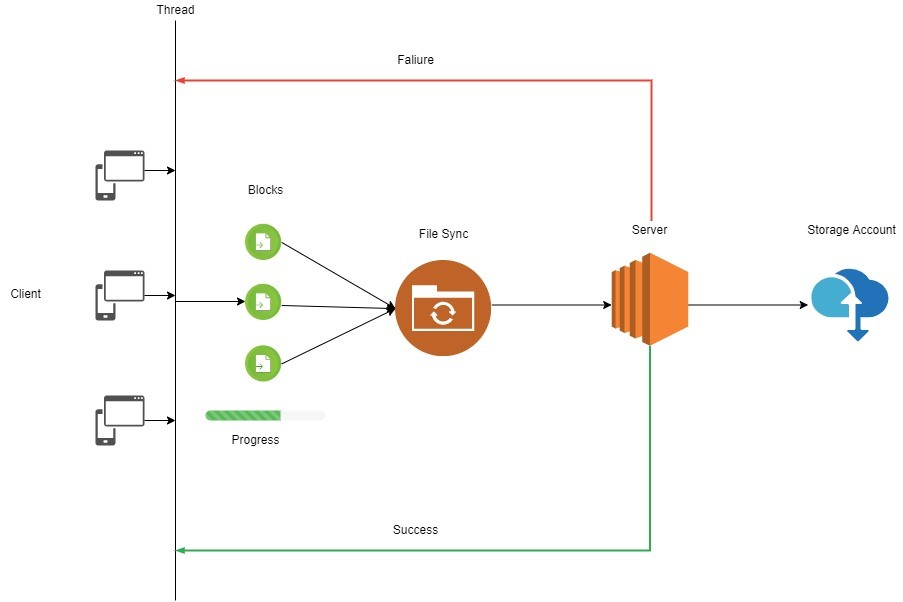 Thread
Faliure
Blocks
File Sync
Server
Storage Account
Client
Progress
Success